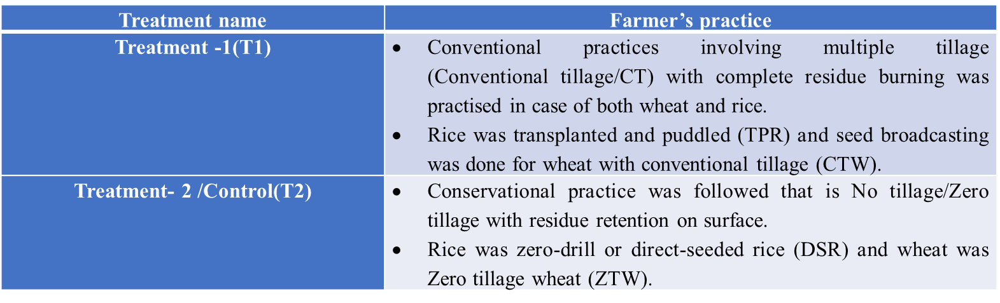 Treatment name
Farmer’s practice
Treatment -1(T1)
• Conventional practices involving multiple tillage
(Conventional tillage/CT) with complete residue burning was
practised in case of both wheat and rice.
• Rice was transplanted and puddled (TPR) and seed broadcasting
was done for wheat with conventional tillage (CTW).
Treatment- 2 /Control(T2)
• Conservational practice was followed that is No tillage/Zero
tillage with residue retention on surface.
• Rice was zero-drill or direct-seeded rice (DSR) and wheat was
Zero tillage wheat (ZTW).